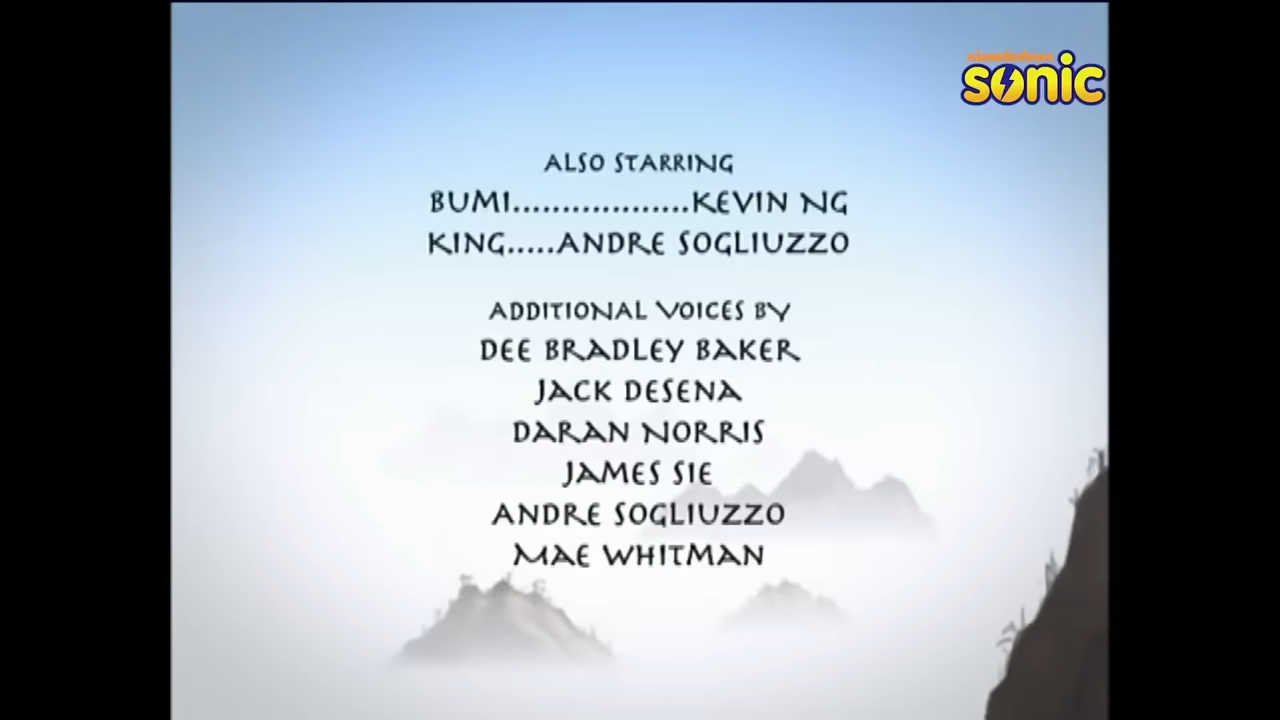 nickelodeon
sonic
ALSO STARRING
BUMI..................KEVIN NG
KING.....ANDRE SOGLIUZZO
ADDITIONAL VOICES BY
DEE BRADLEY BAKER
JACK DESENA
DARAN NORRIS
JAMES SIE
ANDRE SOGLIUZZO
MAE WHITMAN